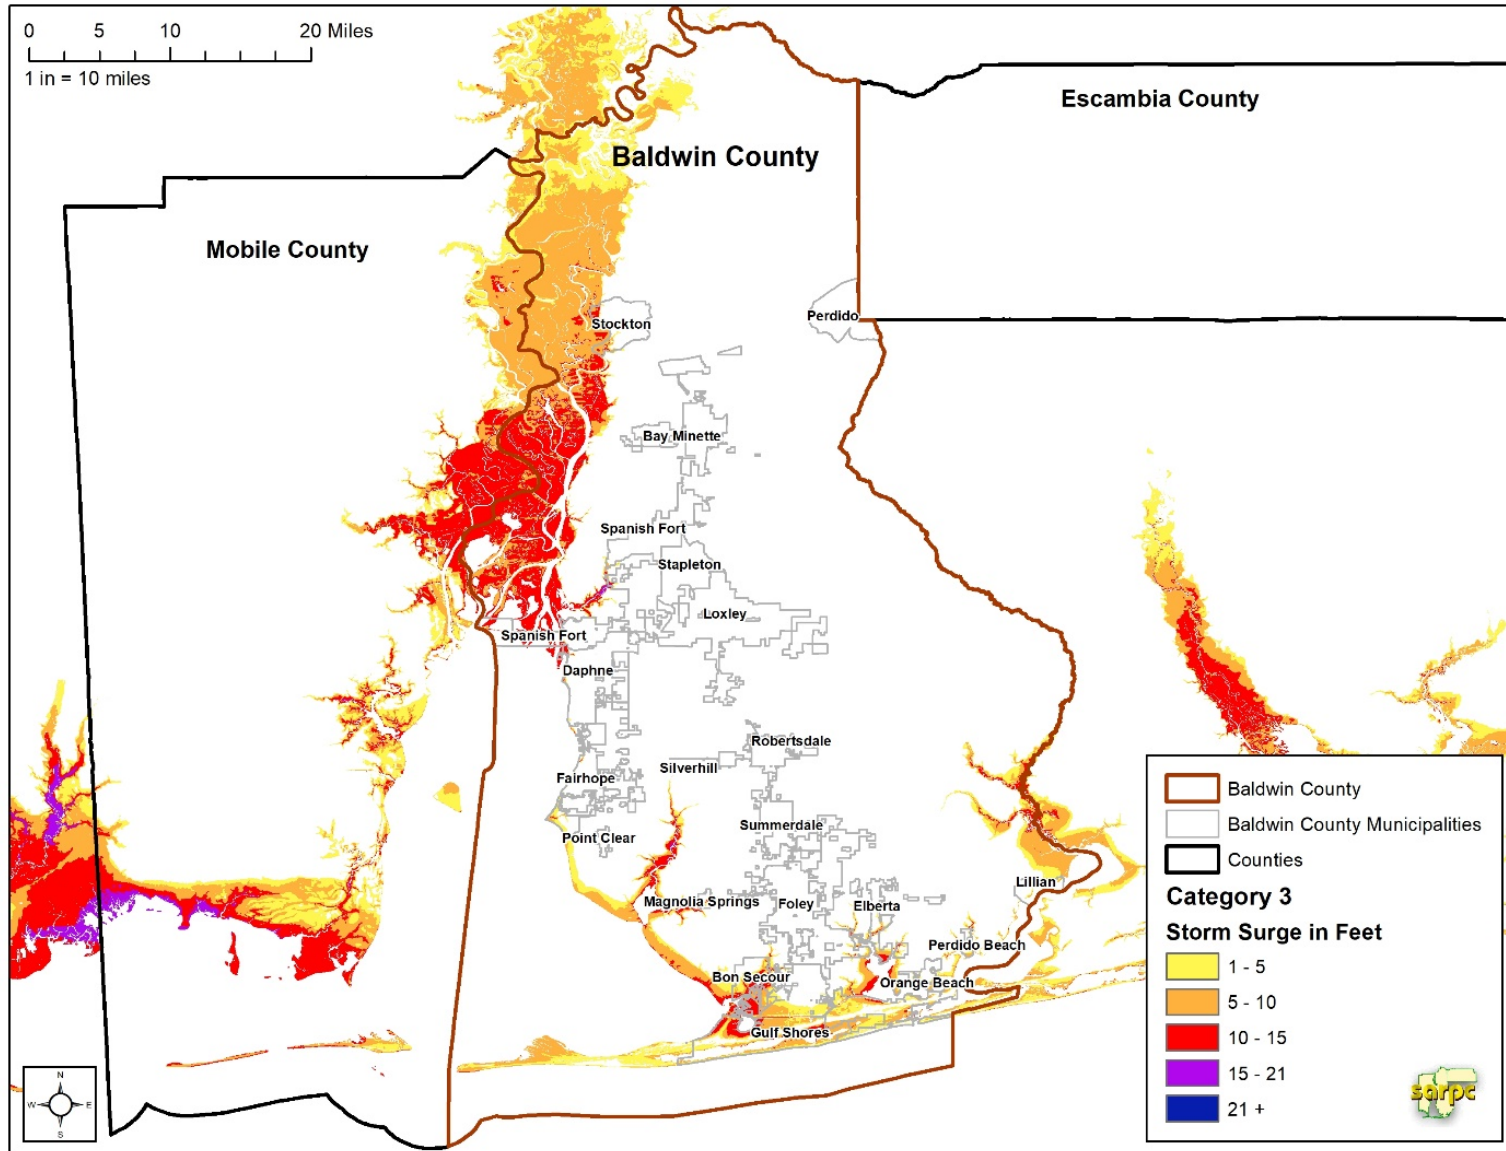 0 5 10 20 Miles
1 in = 10 miles
Escambia County
Baldwin County
Mobile County
Perdido
Stockton
Bay Minette
Spanish Fort
Stapleton
Loxley
Spanish Fort
Daphne
Robertsdale
Silverhill
Fairhope
Summerdale
Point Clear
Lillian
Magnolia Springs
Foley
Elberta
Perdido Beach
Bon Secour
Orange Beach
Gulf Shores
Baldwin County
Baldwin County Municipalities
Counties
Category 3
Storm Surge in Feet
1 - 5
5 - 10
10 - 15
15 - 21
21 +
N
W E
S
sarpc